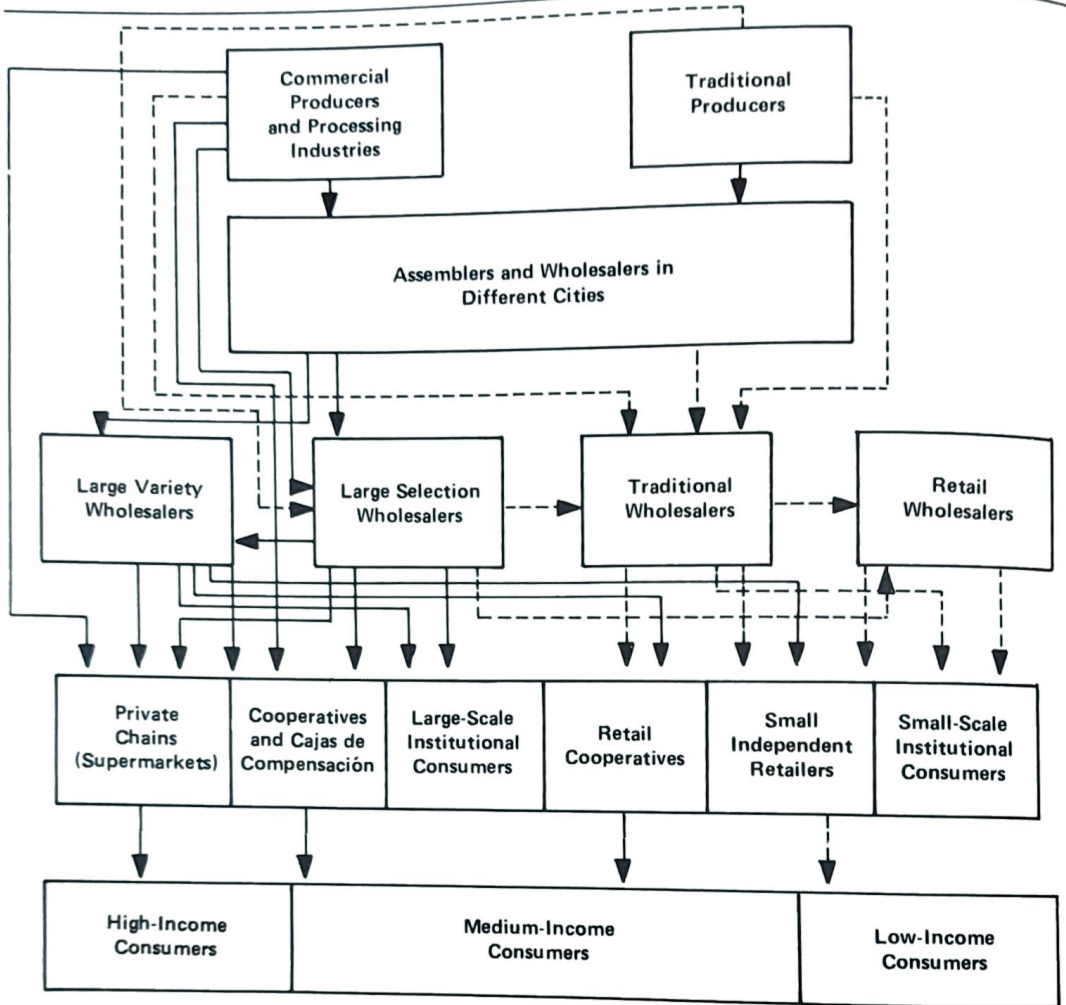 Commercial
Producers
and Processing
Industries
Traditional
Producers
Assemblers and Wholesalers in
Different Cities
Large Variety
Wholesalers
Large Selection
Wholesalers
Traditional
Wholesalers
Retail
Wholesalers
Private
Chains
(Supermarkets)
Cooperatives
and Cajas de
Compensación
Large-Scale
Institutional
Consumers
Retail
Cooperatives
Small
Independent
Retailers
Small-Scale
Institutional
Consumers
High-Income
Consumers
Medium-Income
Consumers
Low-Income
Consumers